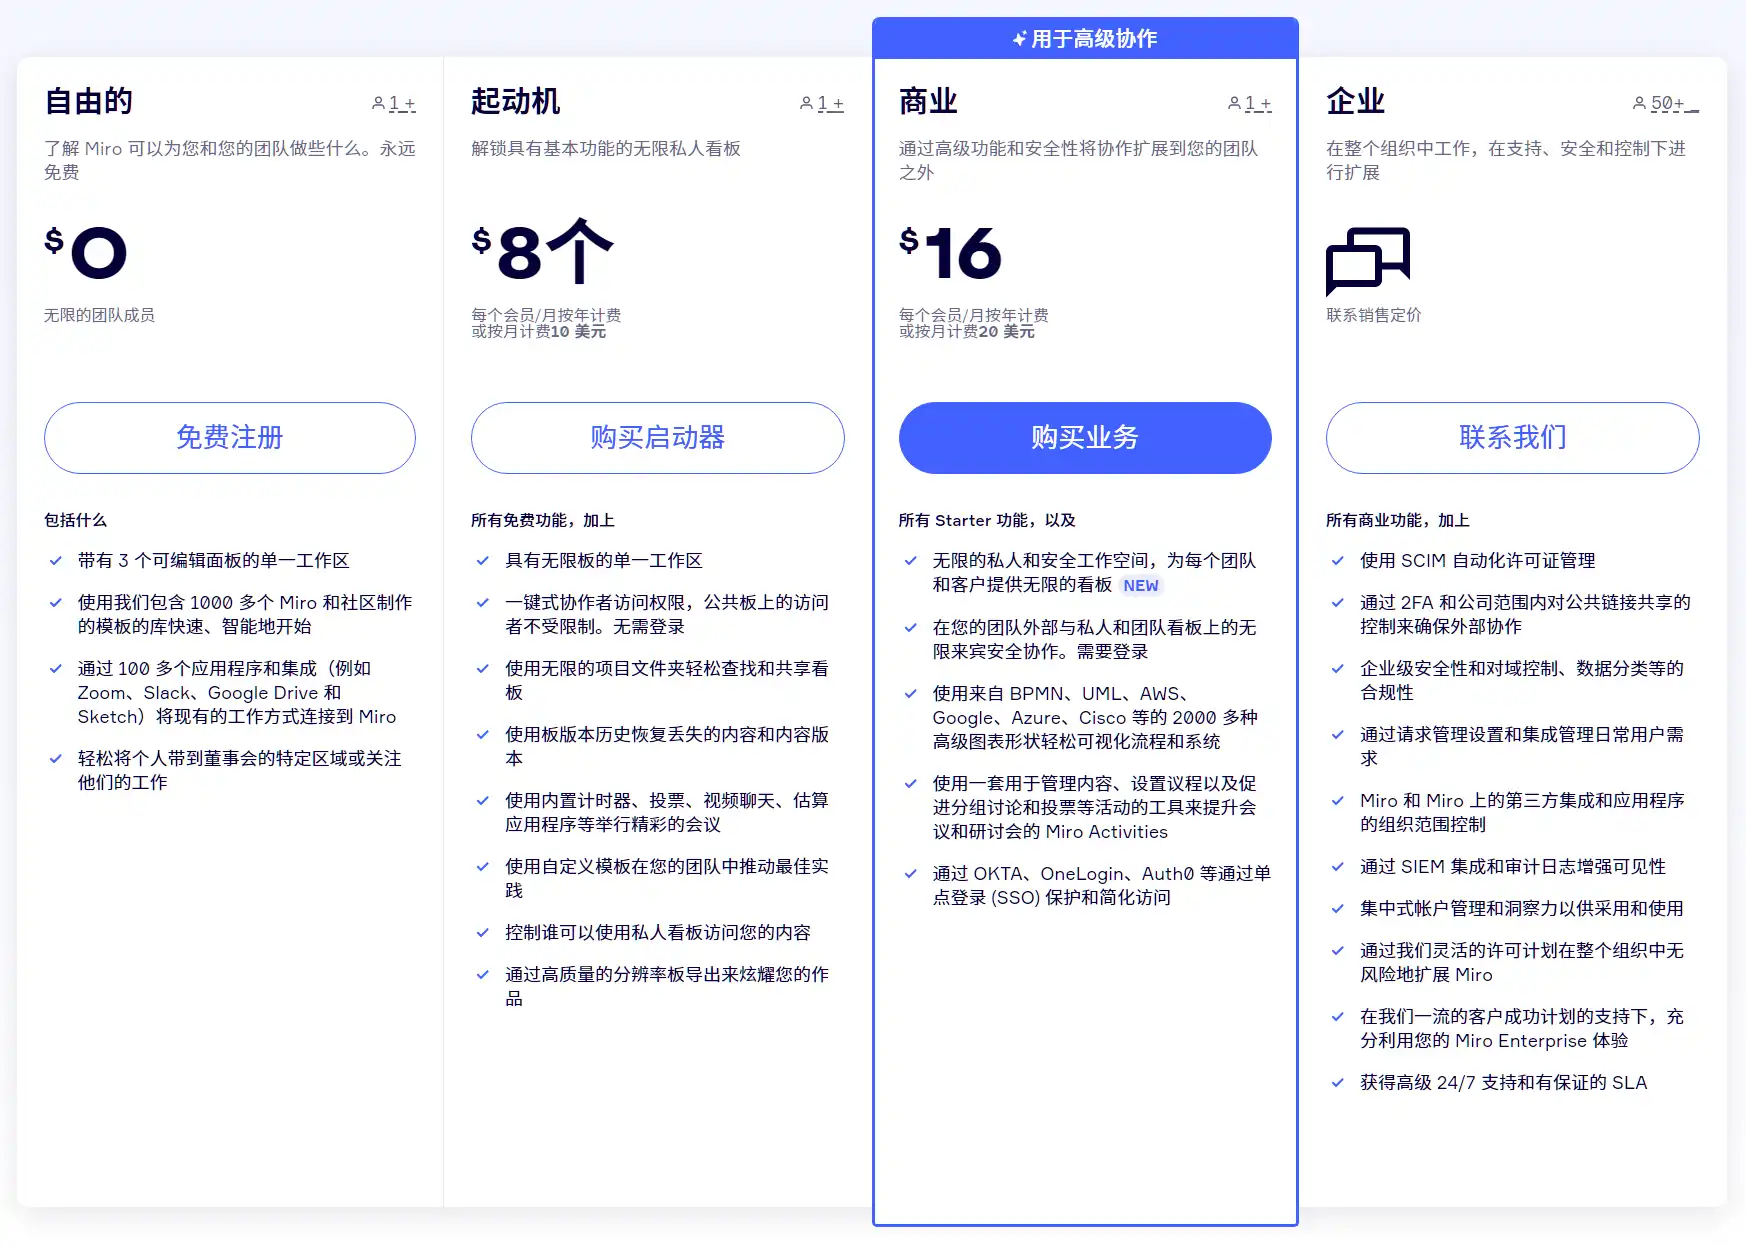 用于高级协作
自由的
1 +
了解 Miro 可以为您和您的团队做些什么。永远
免费
$0
无限的团队成员
免费注册
包括什么
带有 3 个可编辑面板的单一工作区
使用我们包含 1000 多个 Miro 和社区制作
的模板的库快速、智能地开始
通过 100 多个应用程序和集成（例如
Zoom、Slack、Google Drive 和
Sketch）将现有的工作方式连接到 Miro
轻松将个人带到董事会的特定区域或关注
他们的工作
起动机
1 +
解锁具有基本功能的无限私人看板
$8个
每个会员/月按年计费
或按月计费10 美元
购买启动器
所有免费功能，加上
具有无限板的单一工作区
一键式协作者访问权限，公共板上的访问
者不受限制。无需登录
使用无限的项目文件夹轻松查找和共享看
板
使用板版本历史恢复丢失的内容和内容版
本
使用内置计时器、投票、视频聊天、估算
应用程序等举行精彩的会议
使用自定义模板在您的团队中推动最佳实
践
控制谁可以使用私人看板访问您的内容
通过高质量的分辨率板导出来炫耀您的作
品
商业
1 +
通过高级功能和安全性将协作扩展到您的团队
之外
$16
每个会员/月按年计费
或按月计费20 美元
购买业务
所有 Starter 功能，以及
无限的私人和安全工作空间，为每个团队
和客户提供无限的看板 NEW
在您的团队外部与私人和团队看板上的无
限来宾安全协作。需要登录
使用来自 BPMN、UML、AWS、
Google、Azure、Cisco 等的 2000 多种
高级图表形状轻松可视化流程和系统
使用一套用于管理内容、设置议程以及促
进分组讨论和投票等活动的工具来提升会
议和研讨会的 Miro Activities
通过 OKTA、OneLogin、Auth0 等通过单
点登录 (SSO) 保护和简化访问
企业
50+ _
在整个组织中工作，在支持、安全和控制下进
行扩展
联系销售定价
联系我们
所有商业功能，加上
使用 SCIM 自动化许可证管理
通过 2FA 和公司范围内对公共链接共享的
控制来确保外部协作
企业级安全性和对域控制、数据分类等的
合规性
通过请求管理设置和集成管理日常用户需
求
Miro 和 Miro 上的第三方集成和应用程序
的组织范围控制
通过 SIEM 集成和审计日志增强可见性
集中式帐户管理和洞察力以供采用和使用
通过我们灵活的许可计划在整个组织中无
风险地扩展 Miro
在我们一流的客户成功计划的支持下，充
分利用您的 Miro Enterprise 体验
获得高级 24/7 支持和有保证的 SLA